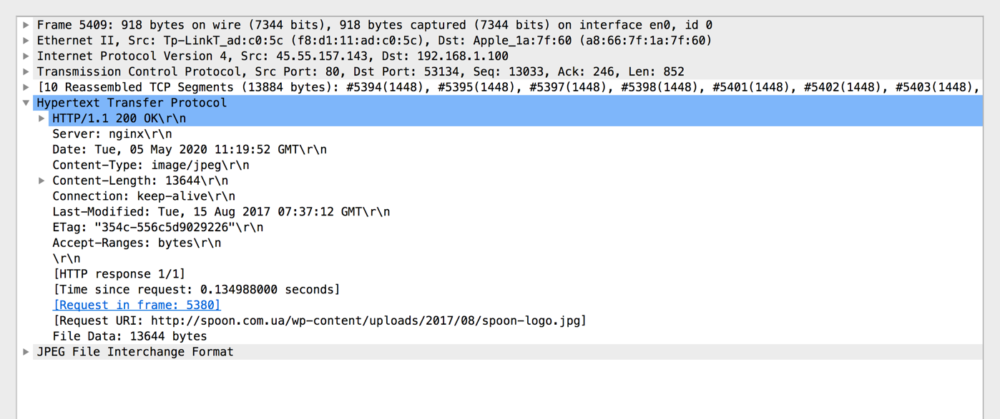 Frame 5409: 918 bytes on wire (7344 bits), 918 bytes captured (7344 bits) on interface en0, id 0
Ethernet II, Src: Tp-LinkT_ad:c0:5c (f8:d1:11:ad:c0:5c), Dst: Apple_1a:7f:60 (a8:66:7f:1a:7f:60)
Internet Protocol Version 4, Src: 45.55.157.143, Dst: 192.168.1.100
Transmission Control Protocol, Src Port: 80, Dst Port: 53134, Seq: 13033, Ack: 246, Len: 852
[10 Reassembled TCP Segments (13884 bytes): #5394(1448), #5395(1448), #5397(1448), #5398(1448), #5401(1448), #5402(1448), #5403(1448),
Hypertext Transfer Protocol
HTTP/1.1 200 OK\r\n
Server: nginx\r\n
Date: Tue, 05 May 2020 11:19:52 GMT\r\n
Content-Type: image/jpeg\r\n
Content-Length: 13644\r\n
Connection: keep-alive\r\n
Last-Modified: Tue, 15 Aug 2017 07:37:12 GMT\r\n
ETag: "354c-556c5d9029226"\r\n
Accept-Ranges: bytes\r\n
\r\n
[HTTP response 1/1]
[Time since request: 0.134988000 seconds]
[Request in frame: 5380]
[Request URI: http://spoon.com.ua/wp-content/uploads/2017/08/spoon-logo.jpg]
File Data: 13644 bytes
JPEG File Interchange Format